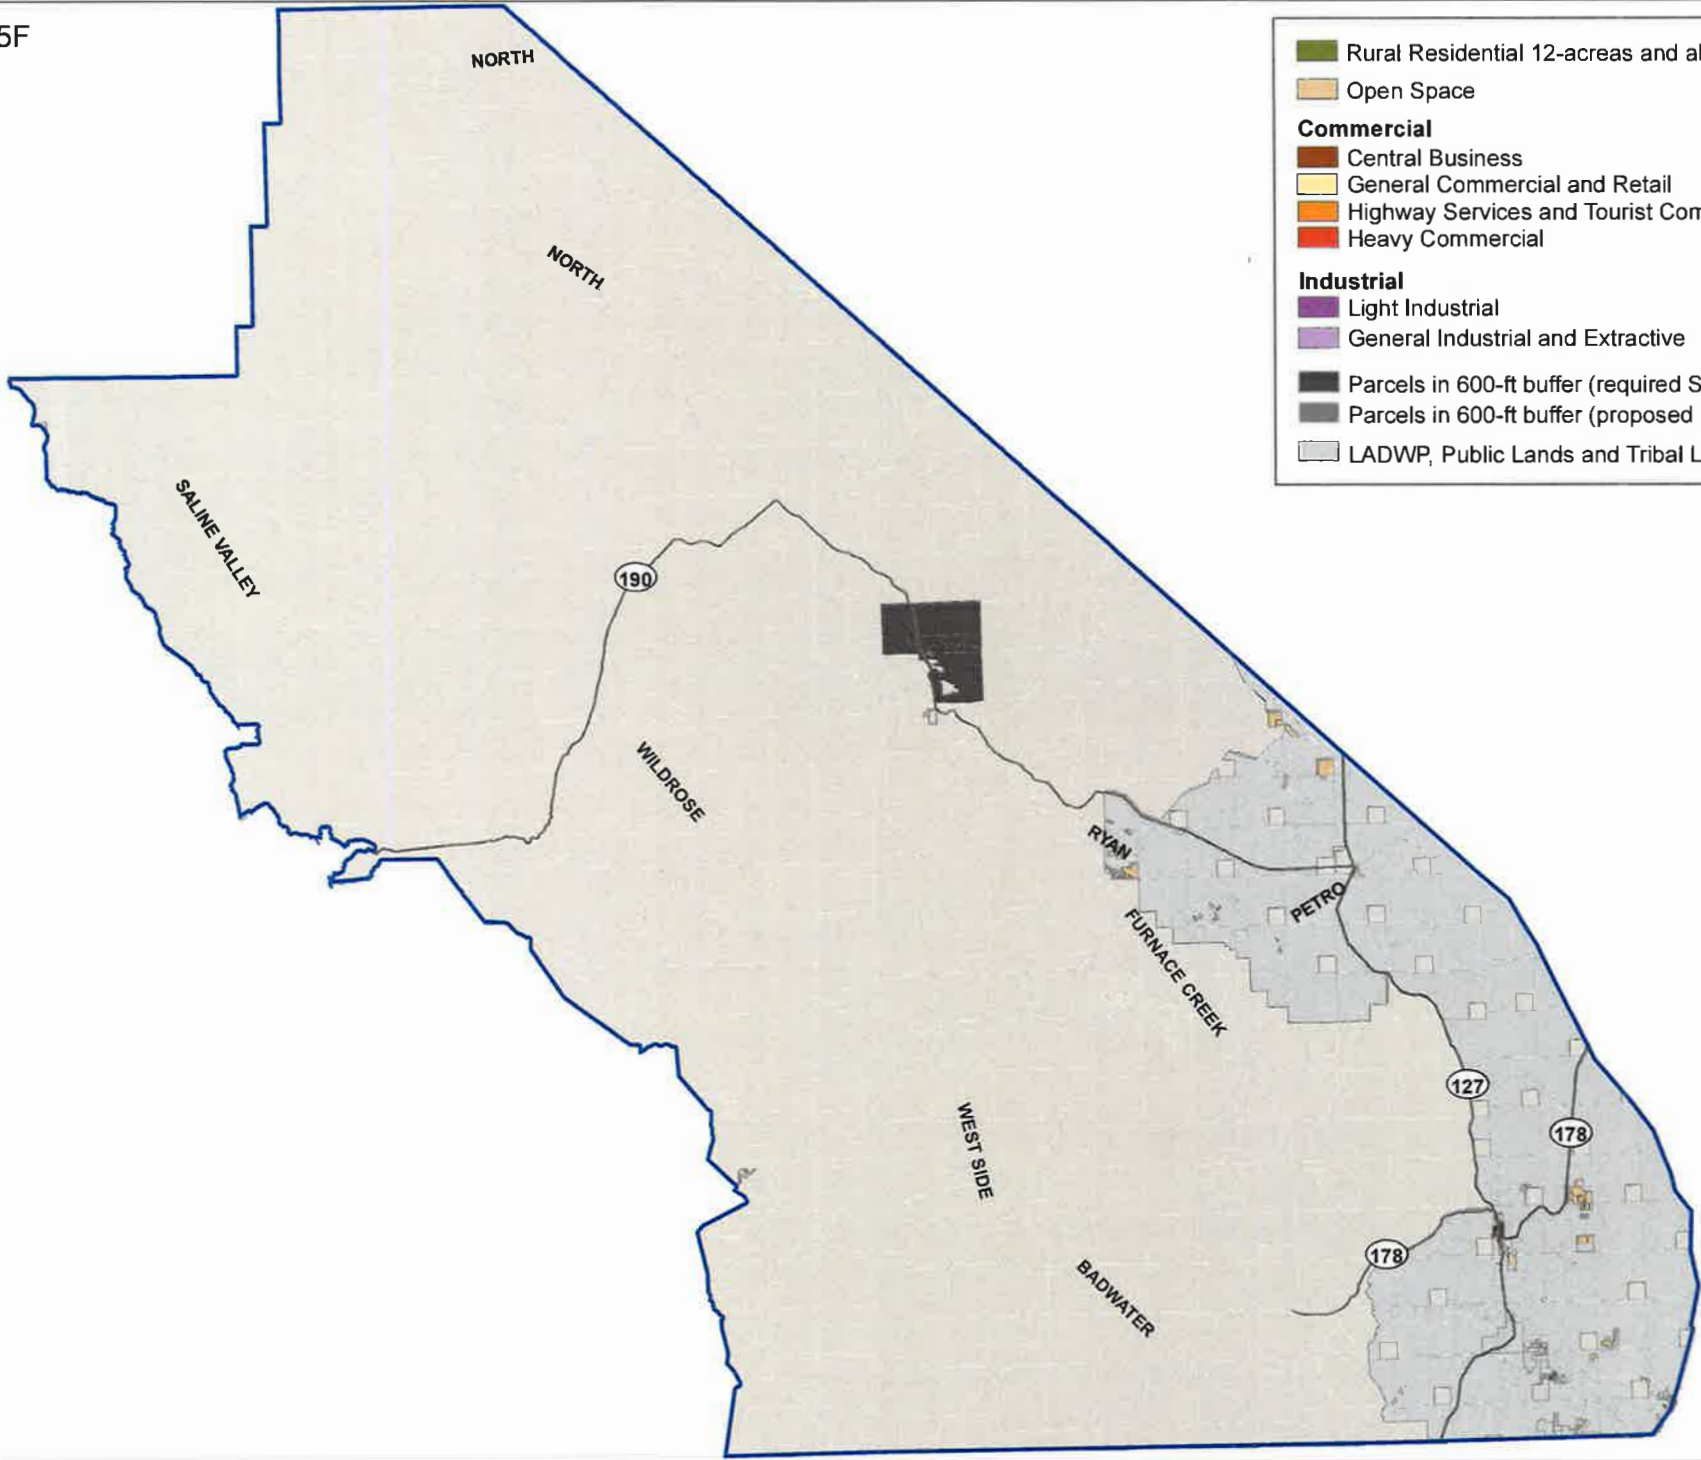 5F
Rural Residential 12-acreas and
Open Space
Commercial
Central Business
General Commercial and Retail
Highway Services and Tourist
Heavy Commercial
Industrial
Light Industrial
General Industrial and Extractive
Parcels in 600-ft buffer (required
Parcels in 600-ft buffer (proposed
LADWP, Public Lands and Tribal
NORTH
NORTH
SALINE VALLEY
190
WILDROSE
RYAN
PETRO
FURNACE CREEK
127
178
WEST SIDE
178
BADWATER